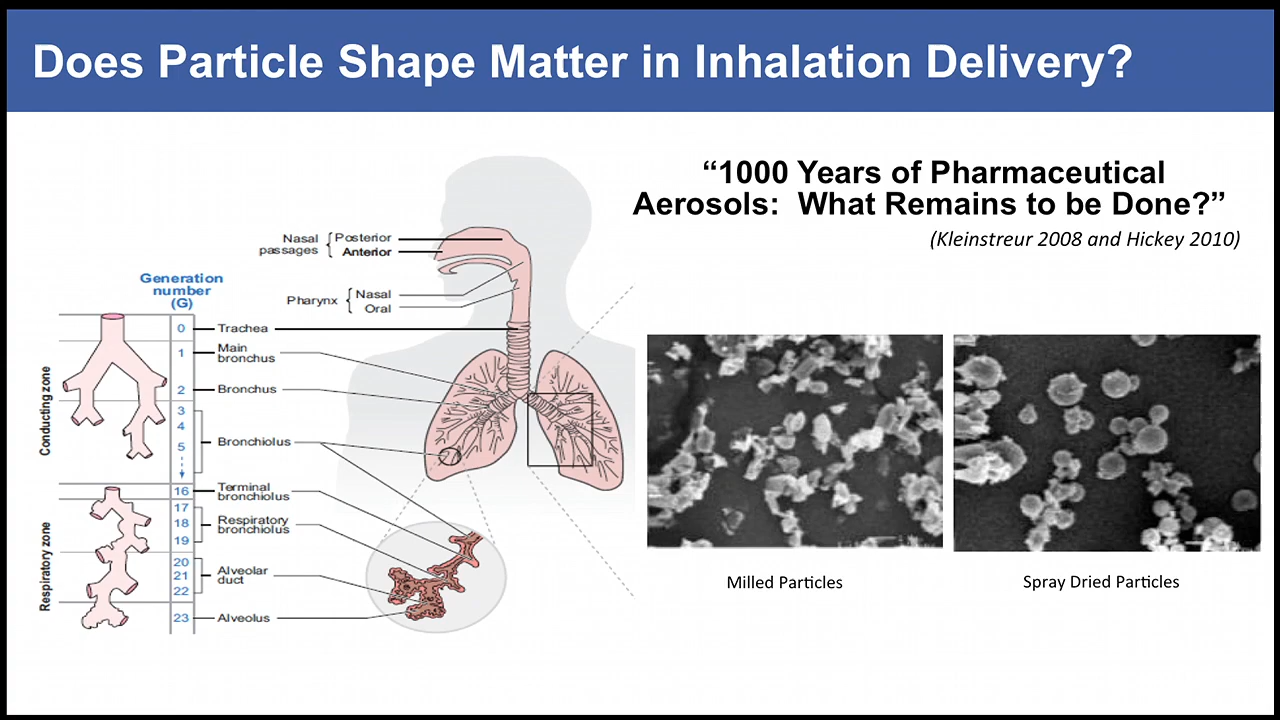 Does Particle Shape Matter in Inhalation Delivery?
“1000 Years of Pharmaceutical
Aerosols:  What Remains to be Done?”
(Kleinstreur 2008 and Hickey 2010)
Nasal
passages
Posterior
Anterior
Pharynx
Nasal
Oral
Generation
number
(G)
Conducting zone
Respiratory zone
0
Trachea
1
Main
bronchus
2
Bronchus
3
4
5
Bronchiolus
16
Terminal
bronchiolus
17
18
19
Respiratory
bronchiolus
20
21
22
Alveolar
duct
23
Alveolus
Milled Particles
Spray Dried Particles